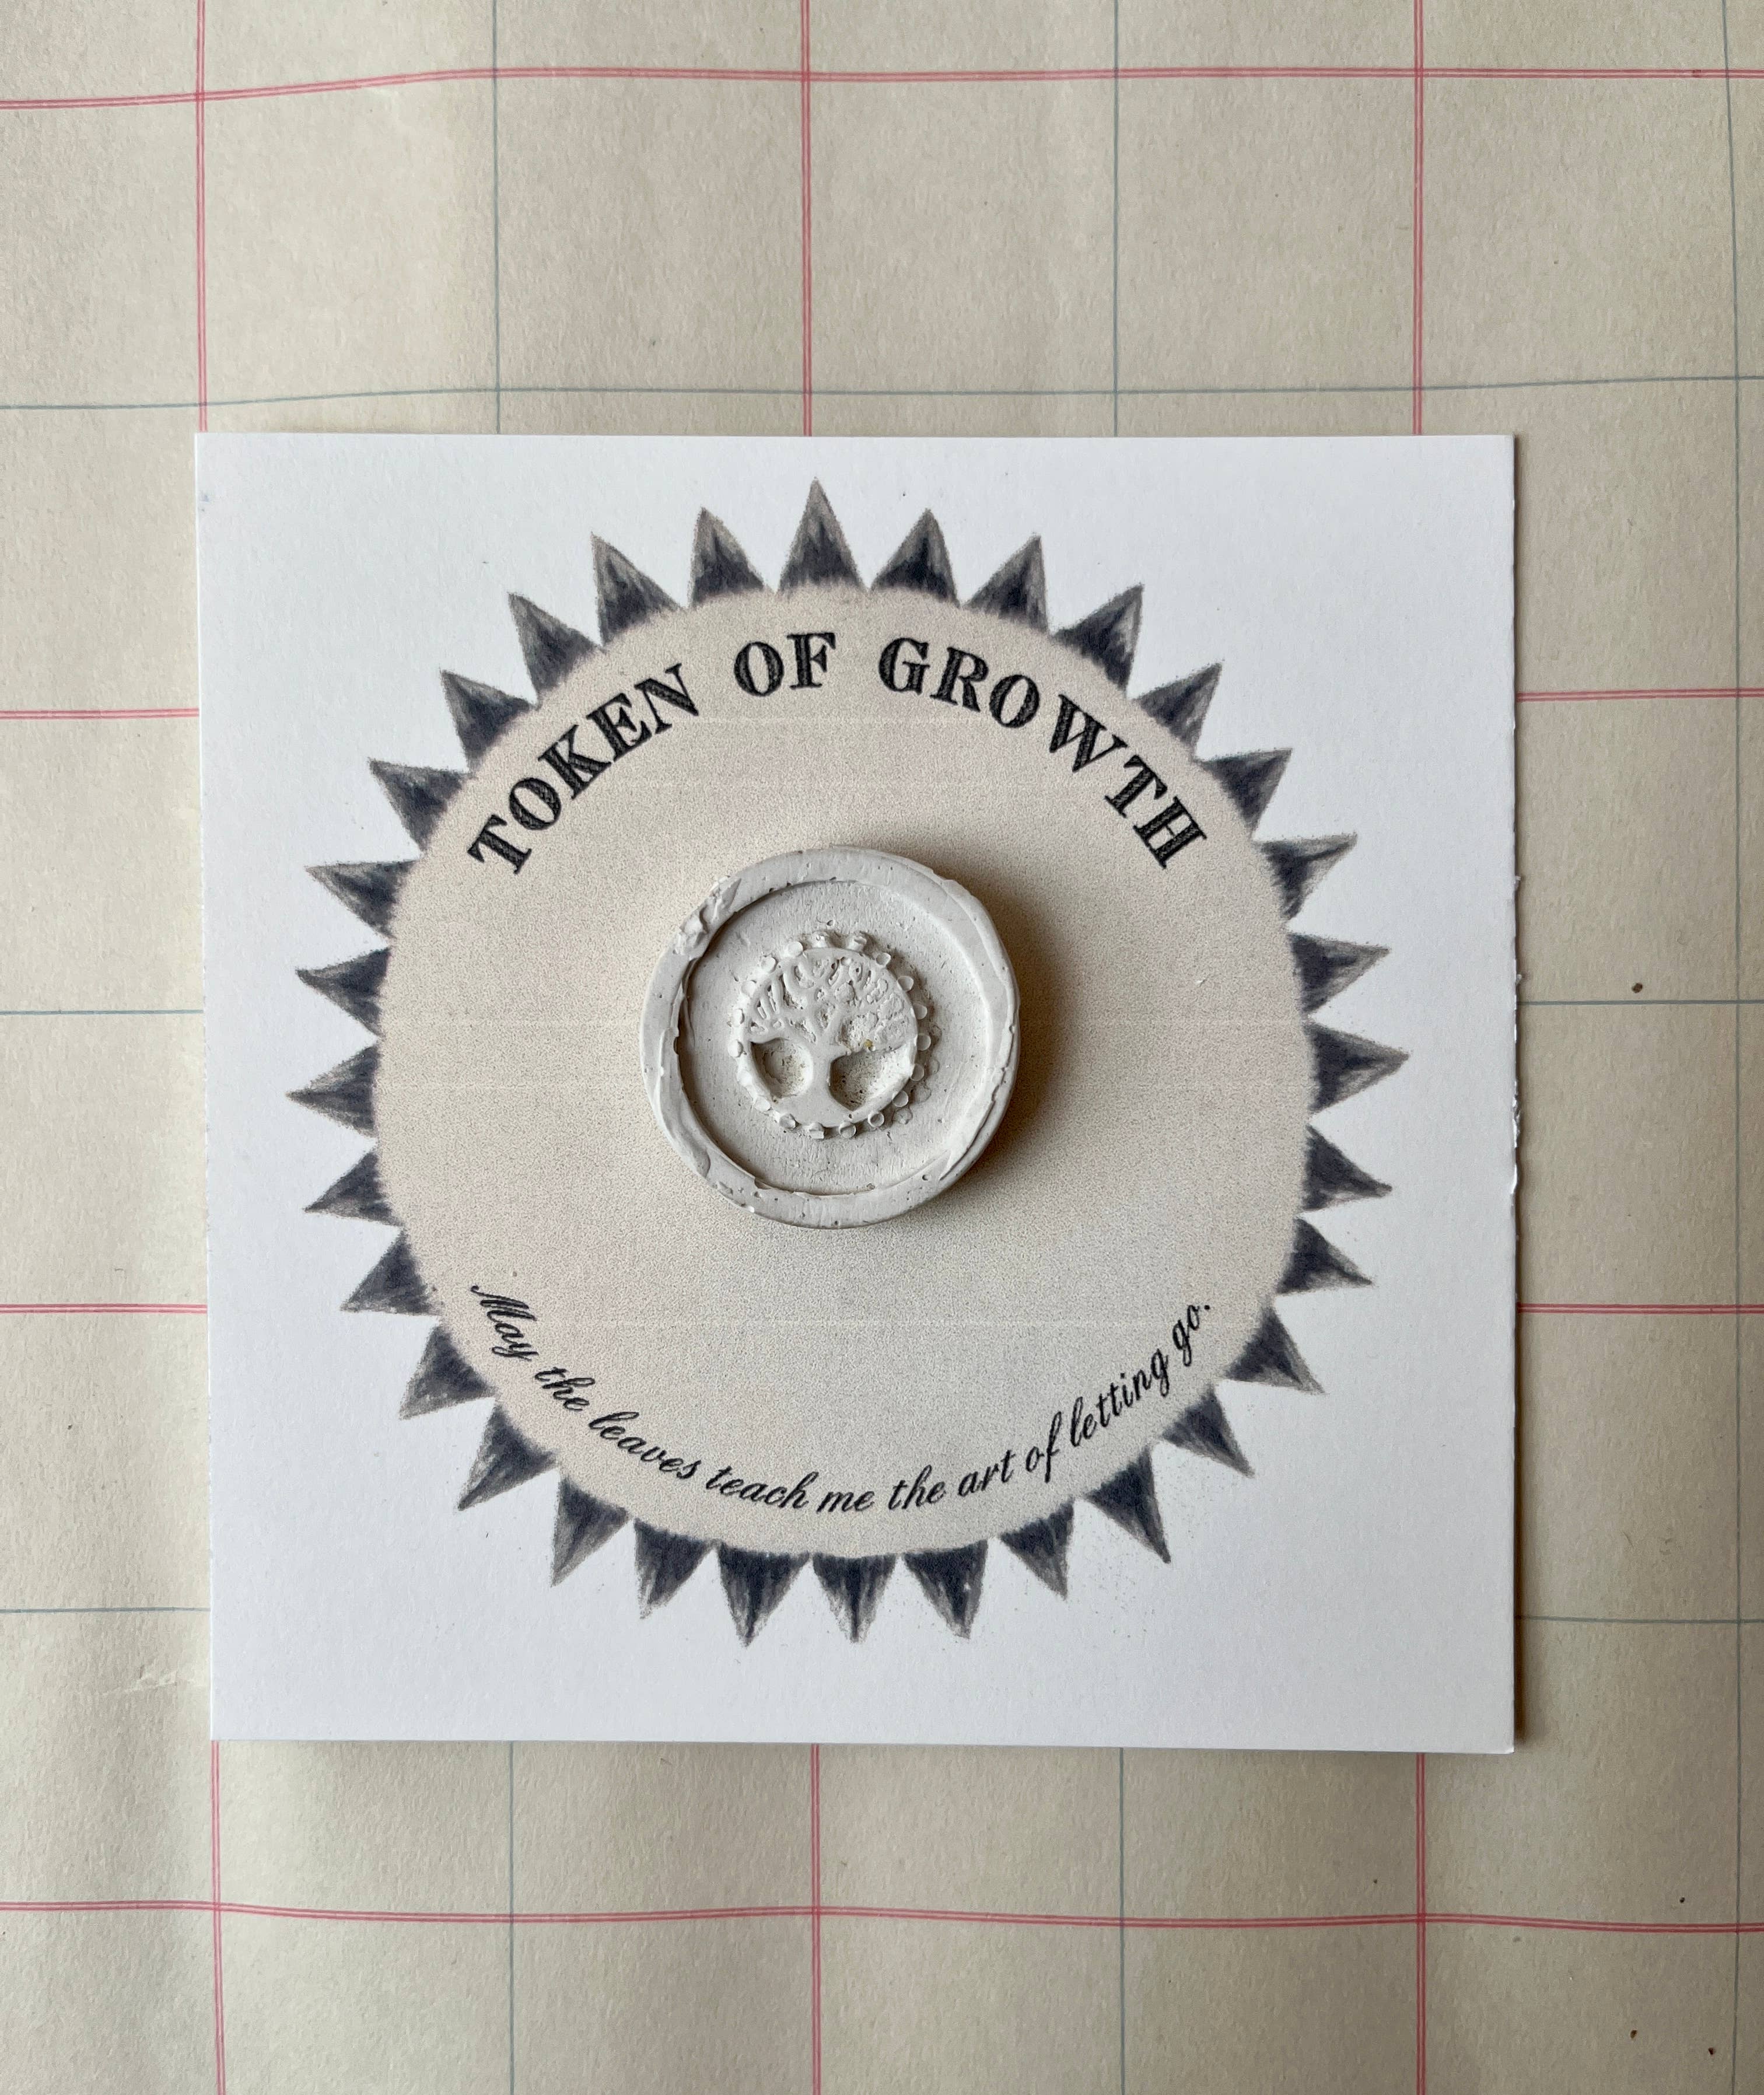 TOKEN OF GROWTH
May the leaves teach me the art of letting go.